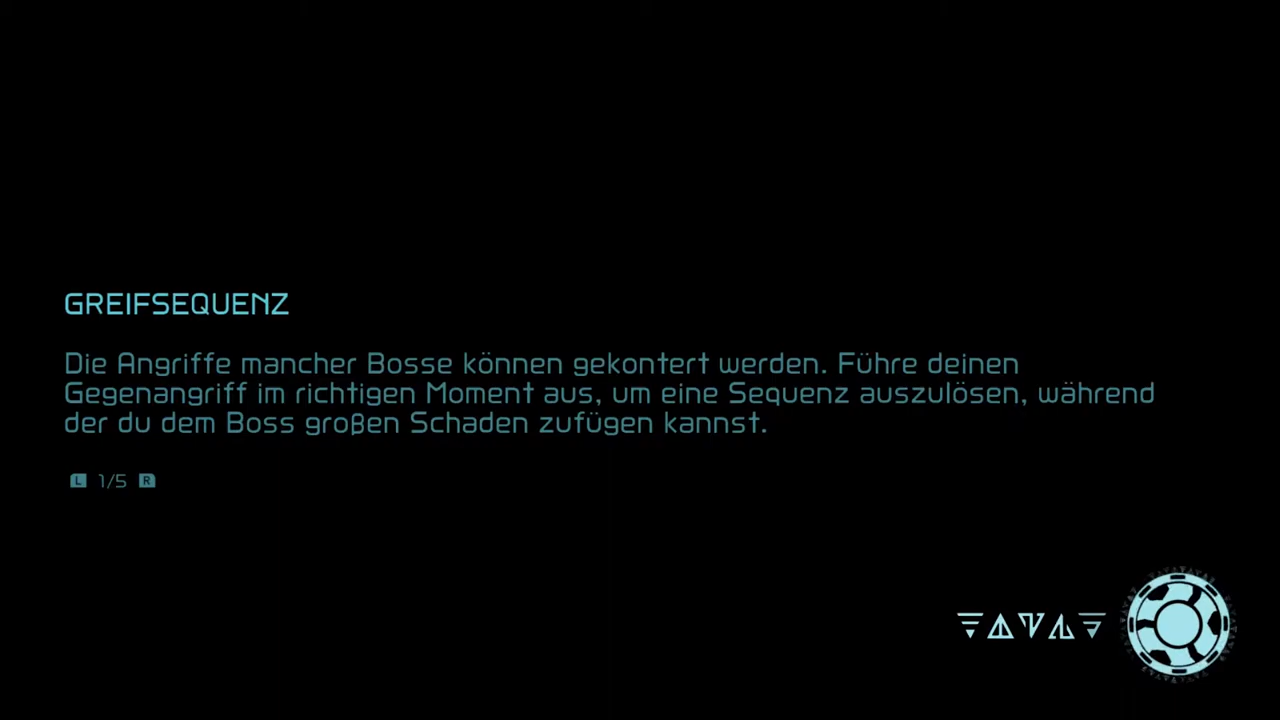 GREIFSEQUENZ
Die Angriffe mancher Bosse können gekontert werden. Führe deinen
Gegenangriff im richtigen Moment aus, um eine Sequenz auszulösen, während
der du dem Boss großen Schaden zufügen kannst.
L 1/5 R